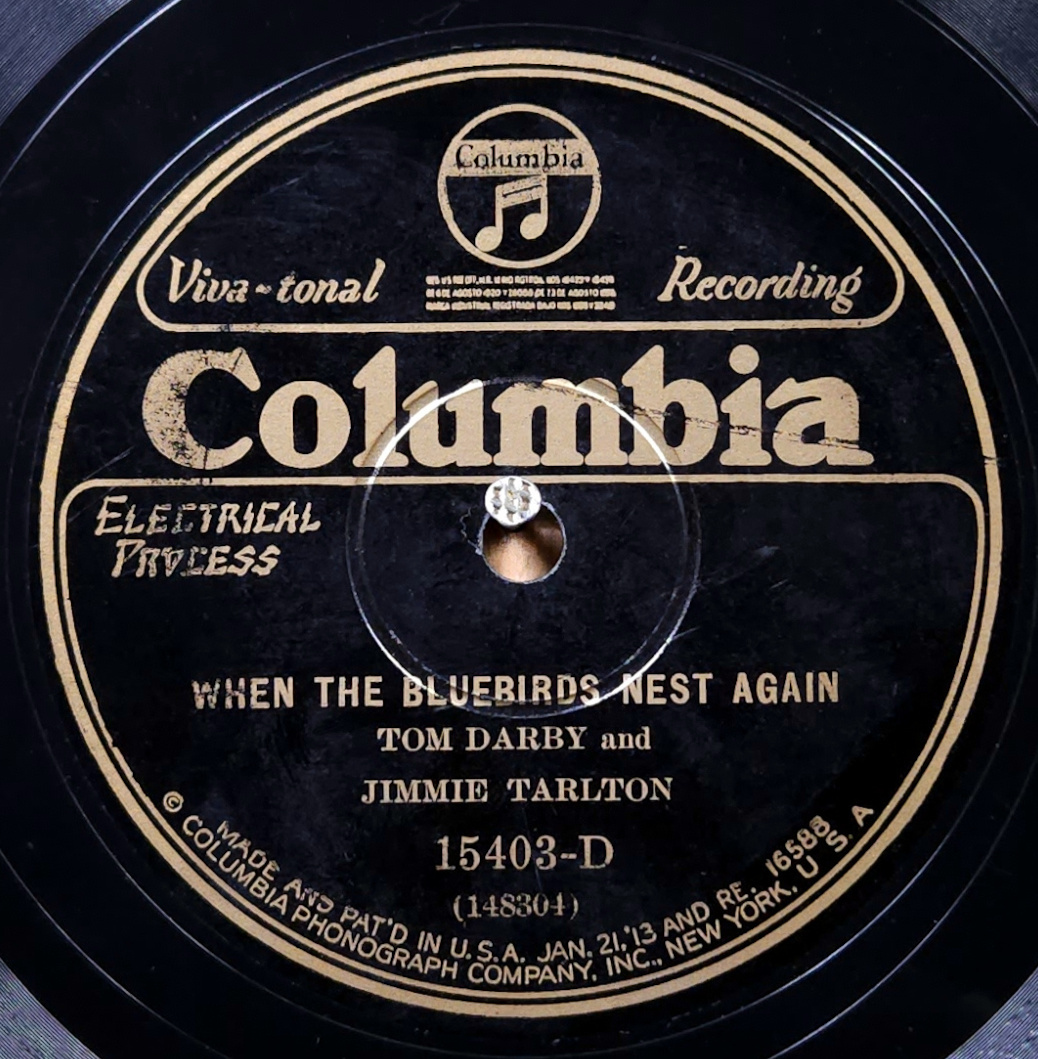 Columbia
Viva-tonal
Recording
Columbia
ELECTRICAL
PROCESS
WHEN THE BLUEBIRDS NEST AGAIN
TOM DARBY and
JIMMIE TARLTON
15403-D
(148304)
MADE AND PAT'D IN U.S.A. JAN. 21,'13 AND RE. 16588
© COLUMBIA PHONOGRAPH COMPANY, INC., NEW YORK, U S. A